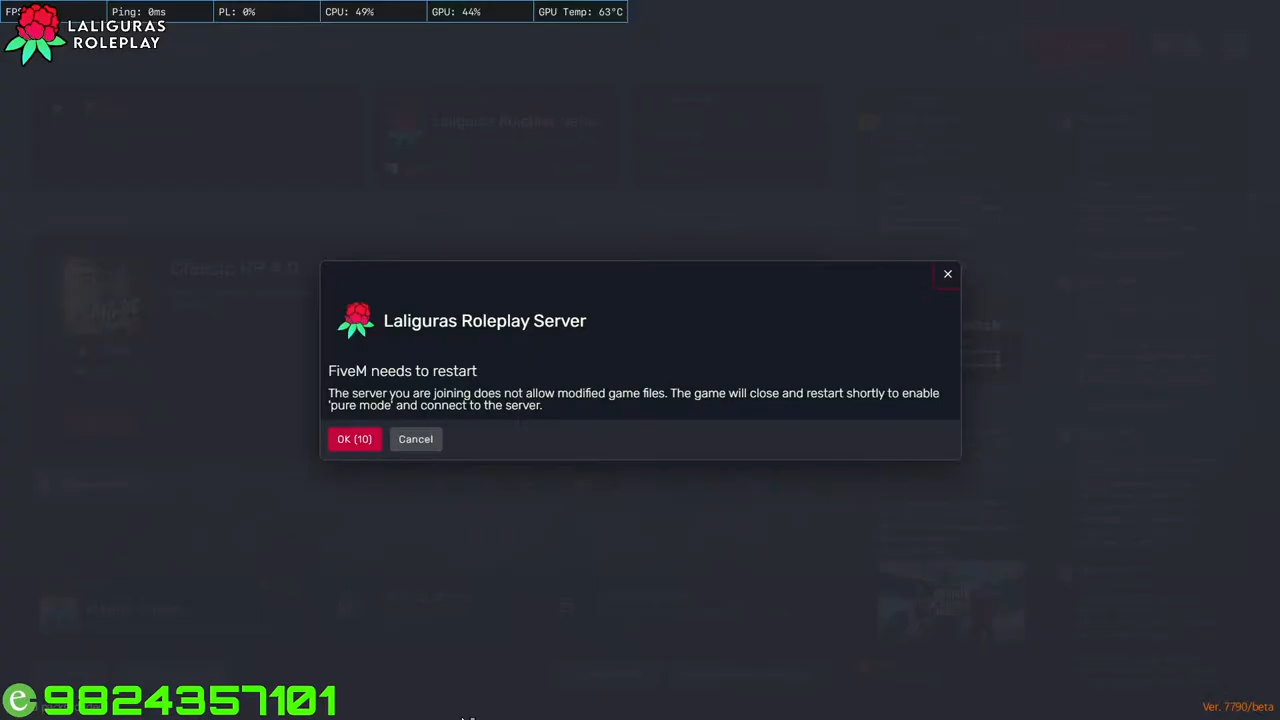 Ping: 0ms
PL: 0%
CPU: 49%
GPU: 44%
GPU Temp: 63°C
LALIGURAS
ROLEPLAY
Laliguras Roleplay Server
FiveM needs to restart
The server you are joining does not allow modified game files. The game will close and restart shortly to enable
'pure mode' and connect to the server.
OK (10)
Cancel
e 9824357101
Ver. 7790/beta